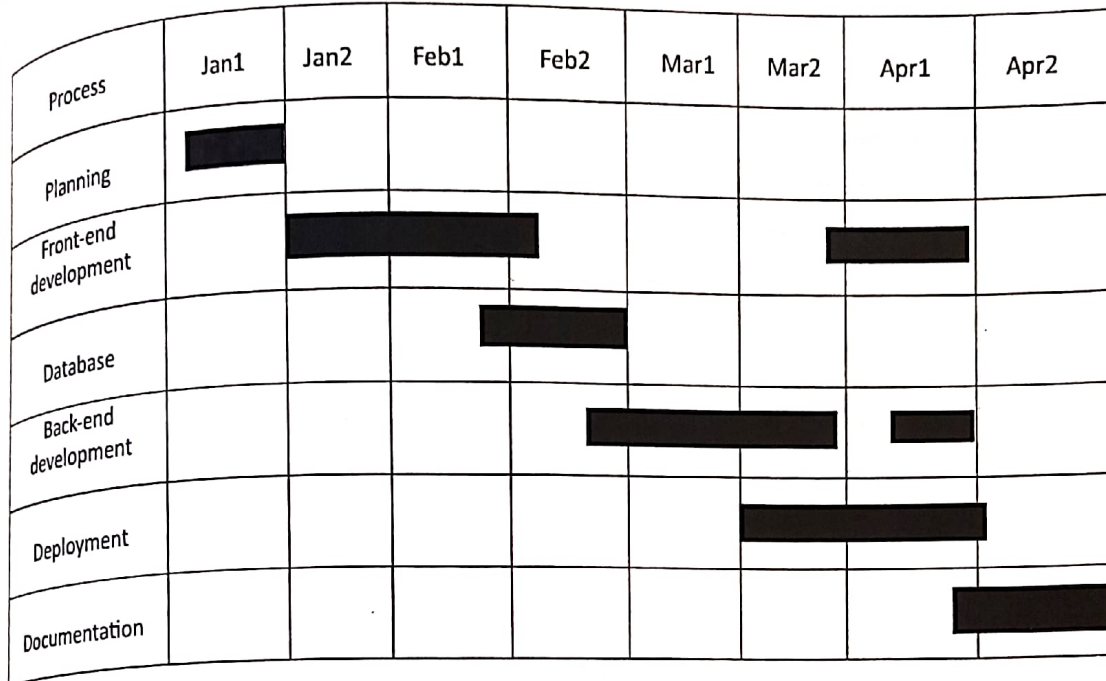 Process Jan1 Jan2 Feb1 Feb2 Mar1 Mar2 Apr1 Apr2
Planning
Front-end
development
Database
Back-end
development
Deployment
Documentation